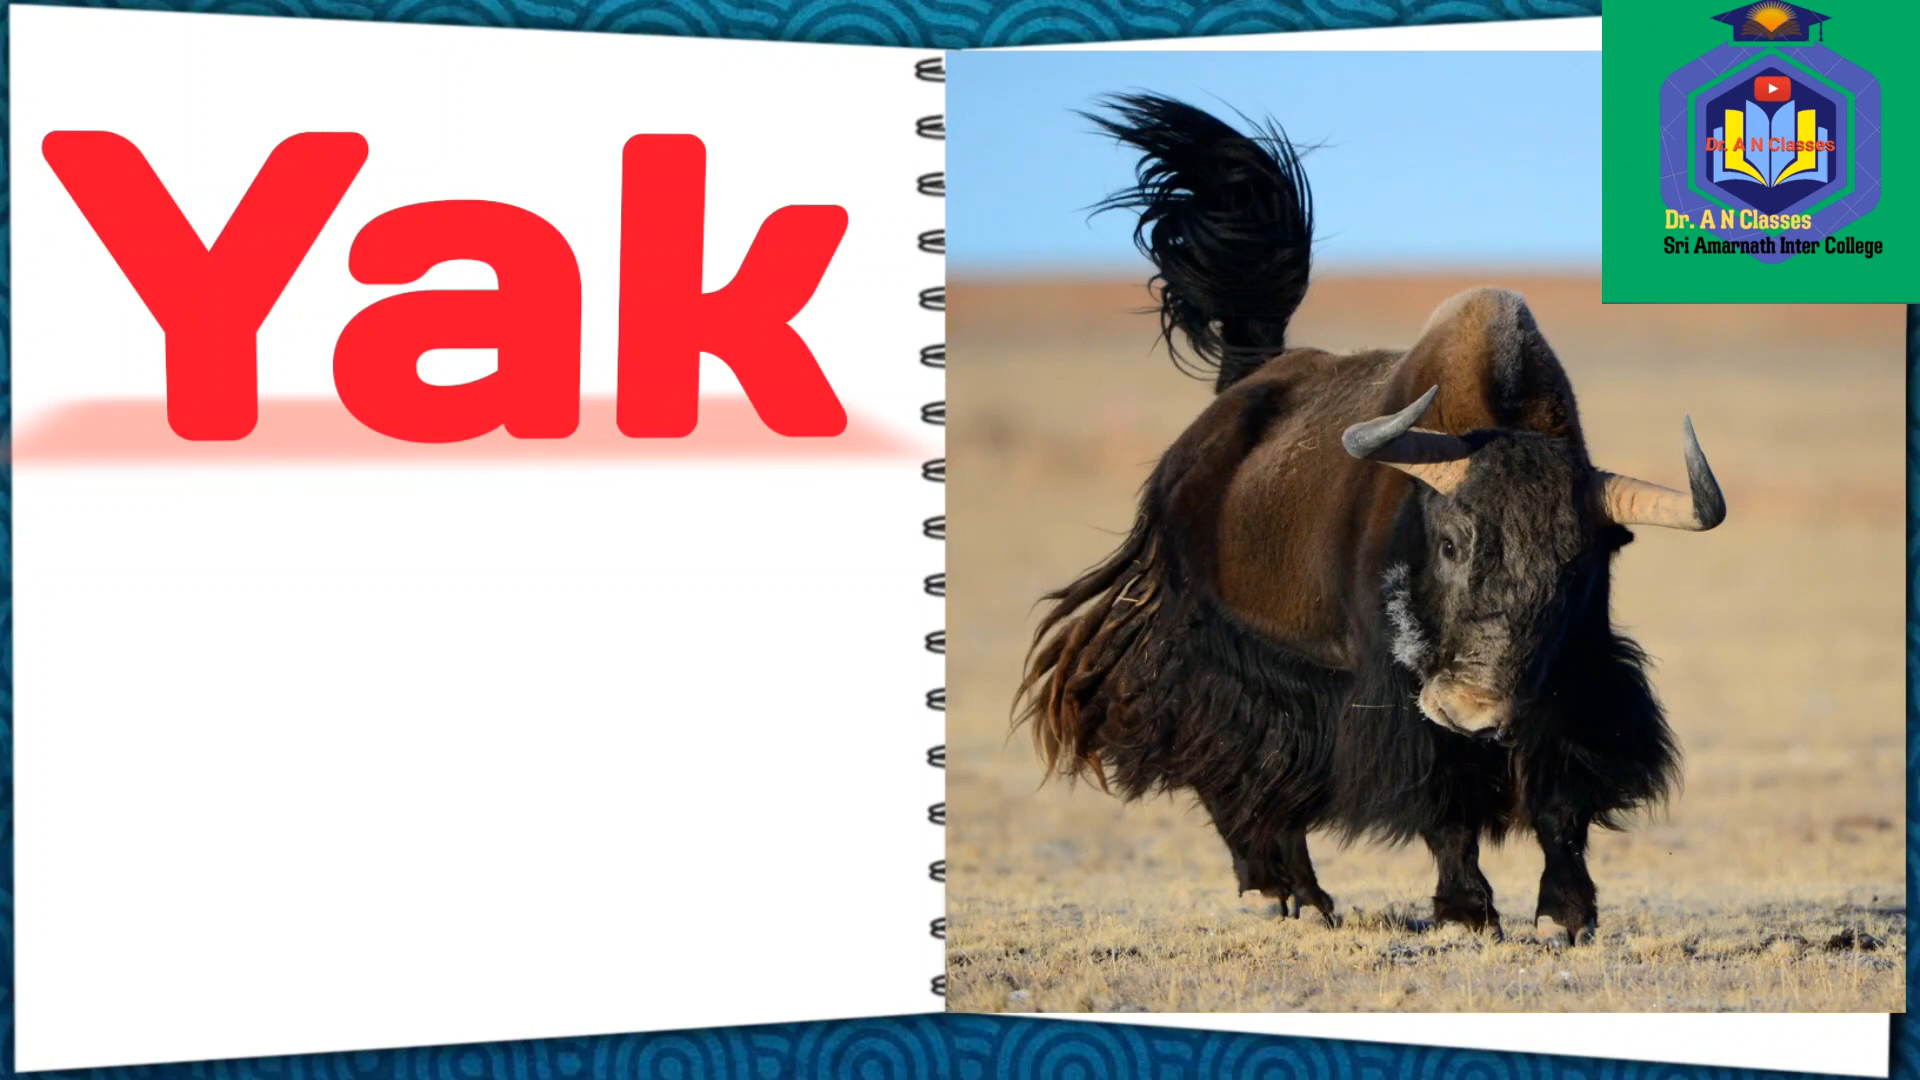 Yak
Dr. A N Classes
Dr. A N Classes
Sri Amarnath Inter College